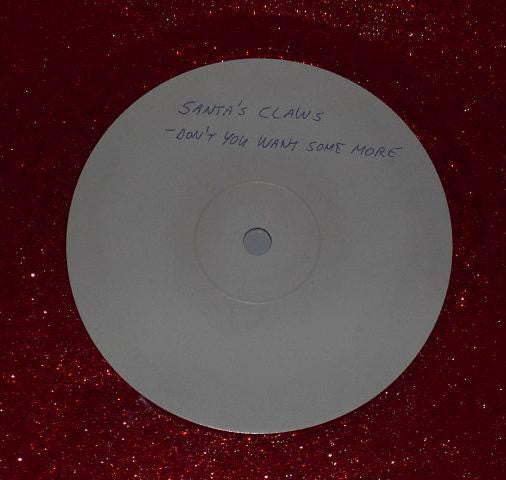 SANTA'S CLAWS
- DON'T YOU WANT SOME MORE